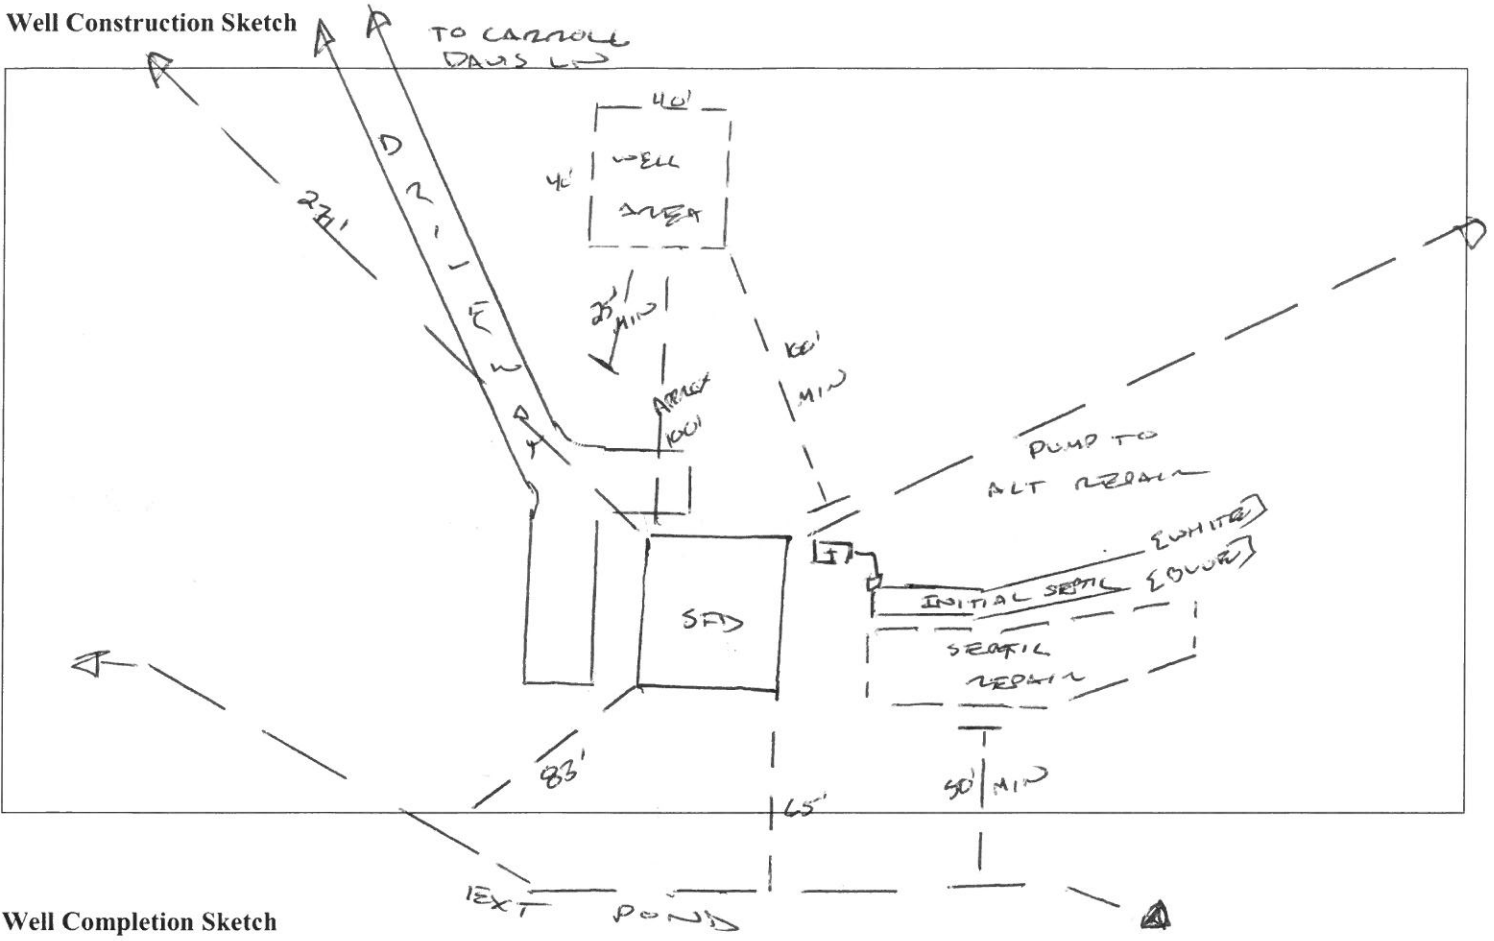 Well Construction Sketch
TO CARROLL
DAVIS LN
40'
40'
WELL
AREA
DRIVEWAY
25'
MIN
100'
MIN
APPROX
100'
PUMP TO
ALT REPAIR
{WHITE}
{BLUE}
INITIAL SEPTIC
SEPTIC
REPAIR
SFD
83'
50' MIN
65'
EXT POND
Well Completion Sketch